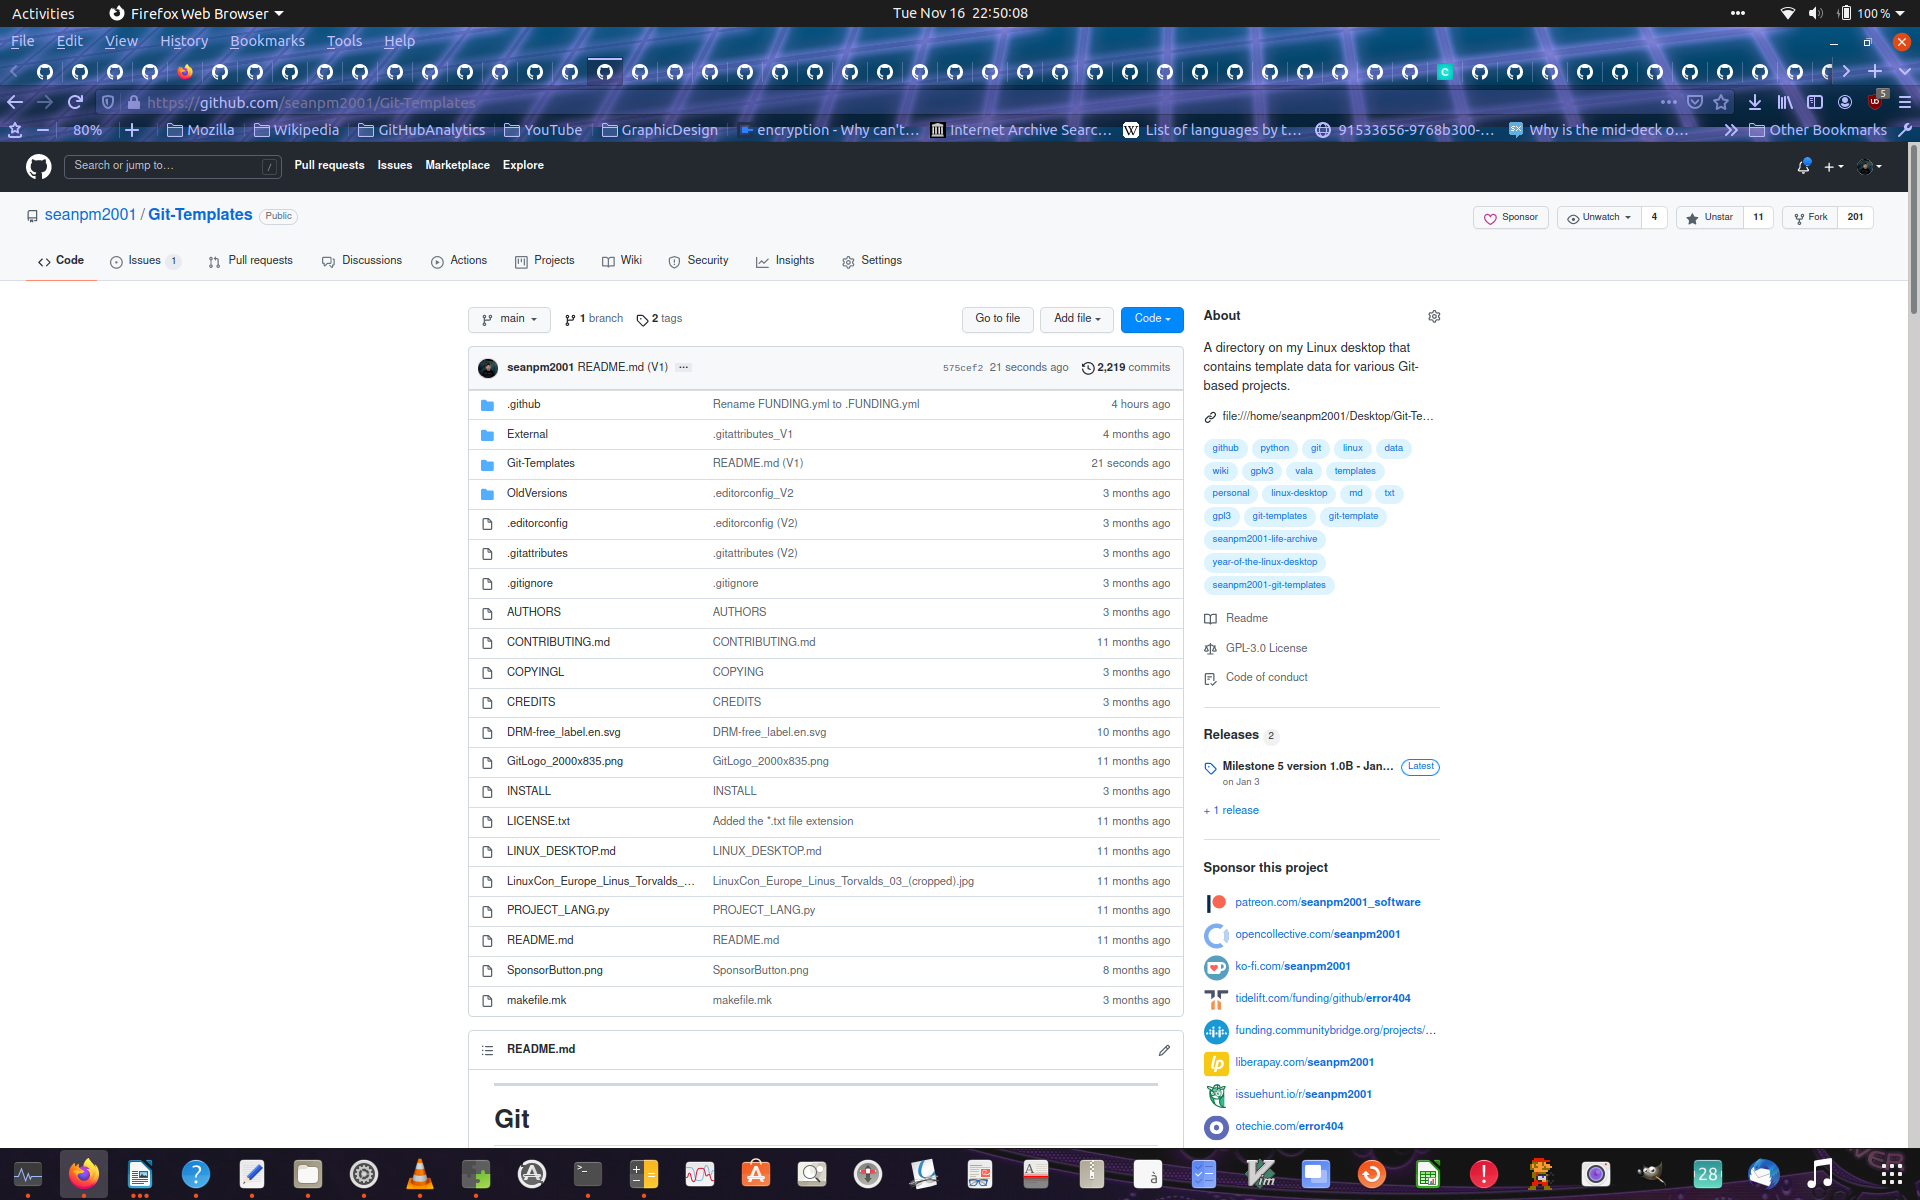 Activities Firefox Web Browser Tue Nov 16 22:50:08 100 %
File Edit View History Bookmarks Tools Help
https://github.com/seanpm2001/Git-Templates 5
80% Mozilla Wikipedia GitHubAnalytics YouTube GraphicDesign encryption - Why can't… Internet Archive Searc… List of languages by t… 91533656-9768b300-… Why is the mid-deck o… Other Bookmarks
Search or jump to… / Pull requests Issues Marketplace Explore
seanpm2001 / Git-Templates Public Sponsor Unwatch 4 Unstar 11 Fork 201
Code Issues 1 Pull requests Discussions Actions Projects Wiki Security Insights Settings
main 1 branch 2 tags Go to file Add file Code
seanpm2001 README.md (V1) ··· 575cef2 21 seconds ago 2,219 commits
.github Rename FUNDING.yml to .FUNDING.yml 4 hours ago
External .gitattributes_V1 4 months ago
Git-Templates README.md (V1) 21 seconds ago
OldVersions .editorconfig_V2 3 months ago
.editorconfig .editorconfig (V2) 3 months ago
.gitattributes .gitattributes (V2) 3 months ago
.gitignore .gitignore 3 months ago
AUTHORS AUTHORS 3 months ago
CONTRIBUTING.md CONTRIBUTING.md 11 months ago
COPYINGL COPYING 3 months ago
CREDITS CREDITS 3 months ago
DRM-free_label.en.svg DRM-free_label.en.svg 10 months ago
GitLogo_2000x835.png GitLogo_2000x835.png 11 months ago
INSTALL INSTALL 3 months ago
LICENSE.txt Added the *.txt file extension 11 months ago
LINUX_DESKTOP.md LINUX_DESKTOP.md 11 months ago
LinuxCon_Europe_Linus_Torvalds_… LinuxCon_Europe_Linus_Torvalds_03_(cropped).jpg 11 months ago
PROJECT_LANG.py PROJECT_LANG.py 11 months ago
README.md README.md 11 months ago
SponsorButton.png SponsorButton.png 8 months ago
makefile.mk makefile.mk 3 months ago
README.md
Git
About
A directory on my Linux desktop that
contains template data for various Git-
based projects.
file:///home/seanpm2001/Desktop/Git-Te…
github python git linux data
wiki gplv3 vala templates
personal linux-desktop md txt
gpl3 git-templates git-template
seanpm2001-life-archive
year-of-the-linux-desktop
seanpm2001-git-templates
Readme
GPL-3.0 License
Code of conduct
Releases 2
Milestone 5 version 1.0B - Jan… Latest
on Jan 3
+ 1 release
Sponsor this project
patreon.com/seanpm2001_software
opencollective.com/seanpm2001
ko-fi.com/seanpm2001
tidelift.com/funding/github/error404
funding.communitybridge.org/projects/…
liberapay.com/seanpm2001
issuehunt.io/r/seanpm2001
otechie.com/error404
28